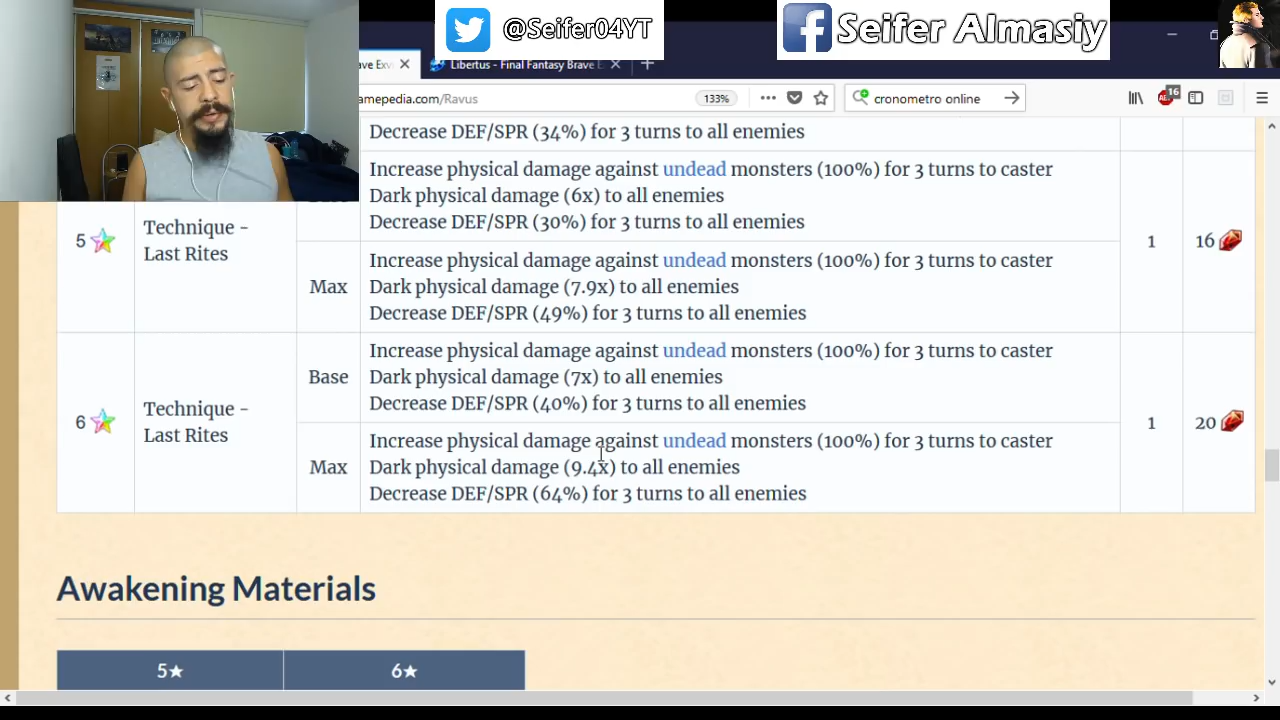 @Seifer04YT
Seifer Almasiy
ave Exv
Libertus - Final Fantasy Brave E
amepedia.com/Ravus
133%
cronometro online
16
Decrease DEF/SPR (34%) for 3 turns to all enemies
5
Technique -
Last Rites
Increase physical damage against undead monsters (100%) for 3 turns to caster
Dark physical damage (6x) to all enemies
Decrease DEF/SPR (30%) for 3 turns to all enemies
Max
Increase physical damage against undead monsters (100%) for 3 turns to caster
Dark physical damage (7.9x) to all enemies
Decrease DEF/SPR (49%) for 3 turns to all enemies
1
16
6
Technique -
Last Rites
Base
Increase physical damage against undead monsters (100%) for 3 turns to caster
Dark physical damage (7x) to all enemies
Decrease DEF/SPR (40%) for 3 turns to all enemies
Max
Increase physical damage against undead monsters (100%) for 3 turns to caster
Dark physical damage (9.4x) to all enemies
Decrease DEF/SPR (64%) for 3 turns to all enemies
1
20
Awakening Materials
5★
6★